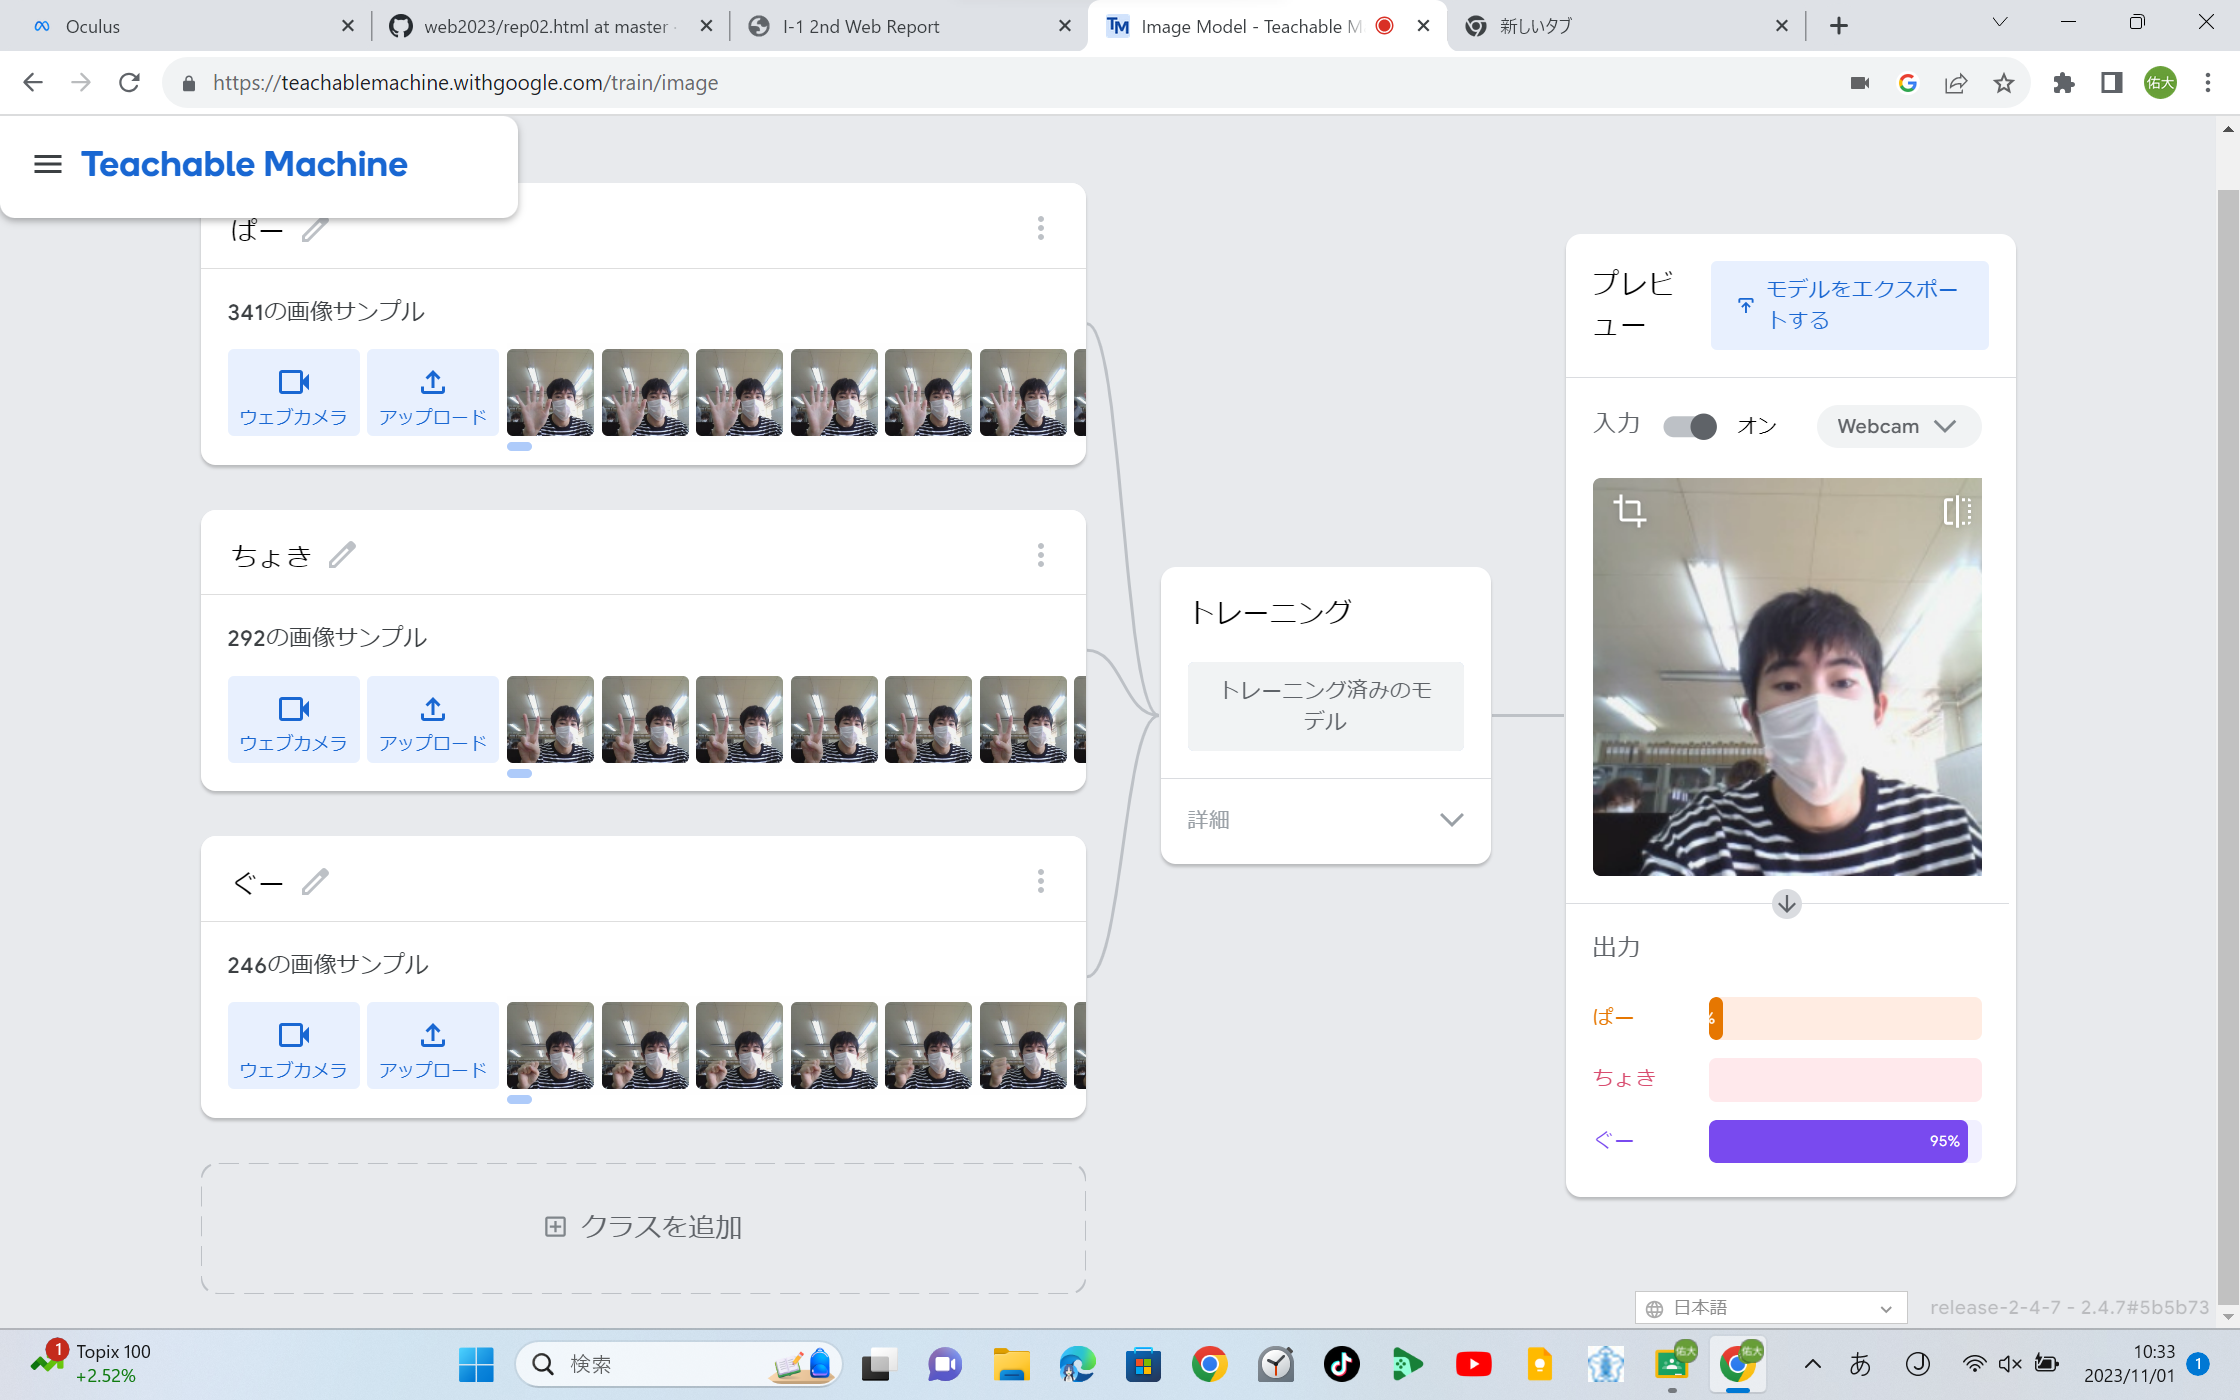 Oculus
web2023/rep02.html at master
I-1 2nd Web Report
Image Model - Teachable M
新しいタブ
https://teachablemachine.withgoogle.com/train/image
佑大
Teachable Machine
ぱー
341の画像サンプル
ウェブカメラ
アップロード
ちょき
292の画像サンプル
ウェブカメラ
アップロード
ぐー
246の画像サンプル
ウェブカメラ
アップロード
クラスを追加
トレーニング
トレーニング済みのモ
デル
詳細
プレビ
ュー
モデルをエクスポー
トする
入力
オン
Webcam
出力
ぱー
%
ちょき
ぐー
95%
日本語
release-2-4-7 - 2.4.7#5b5b73
1
Topix 100
+2.52%
検索
佑大
佑大
あ
10:33
2023/11/01
1